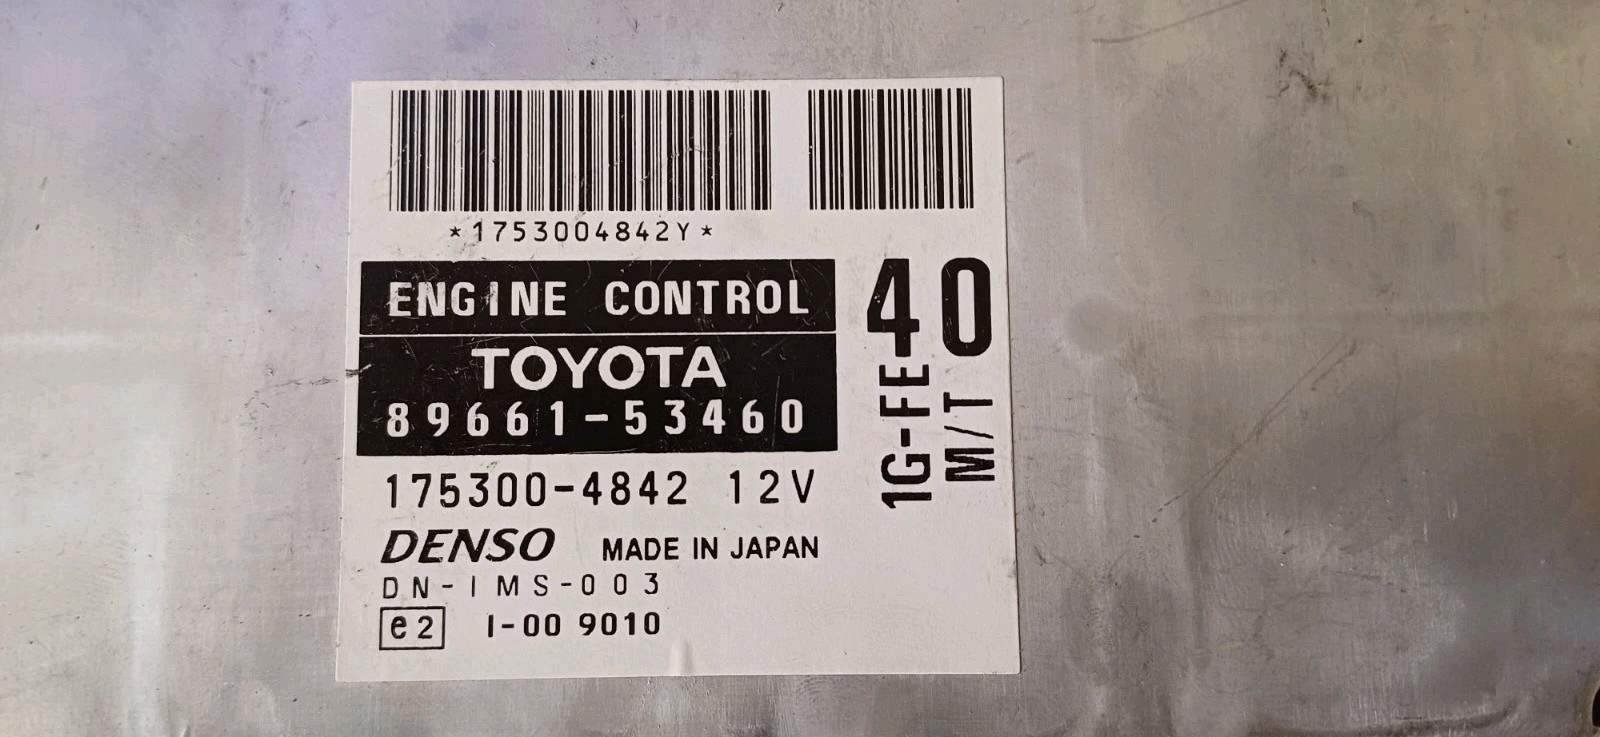 *1753004842Y*
ENGINE CONTROL
TOYOTA
89661-53460
175300-4842 12V
DENSO MADE IN JAPAN
DN-IMS-003
e2 I-00 9010
40
1G-FE
M/T